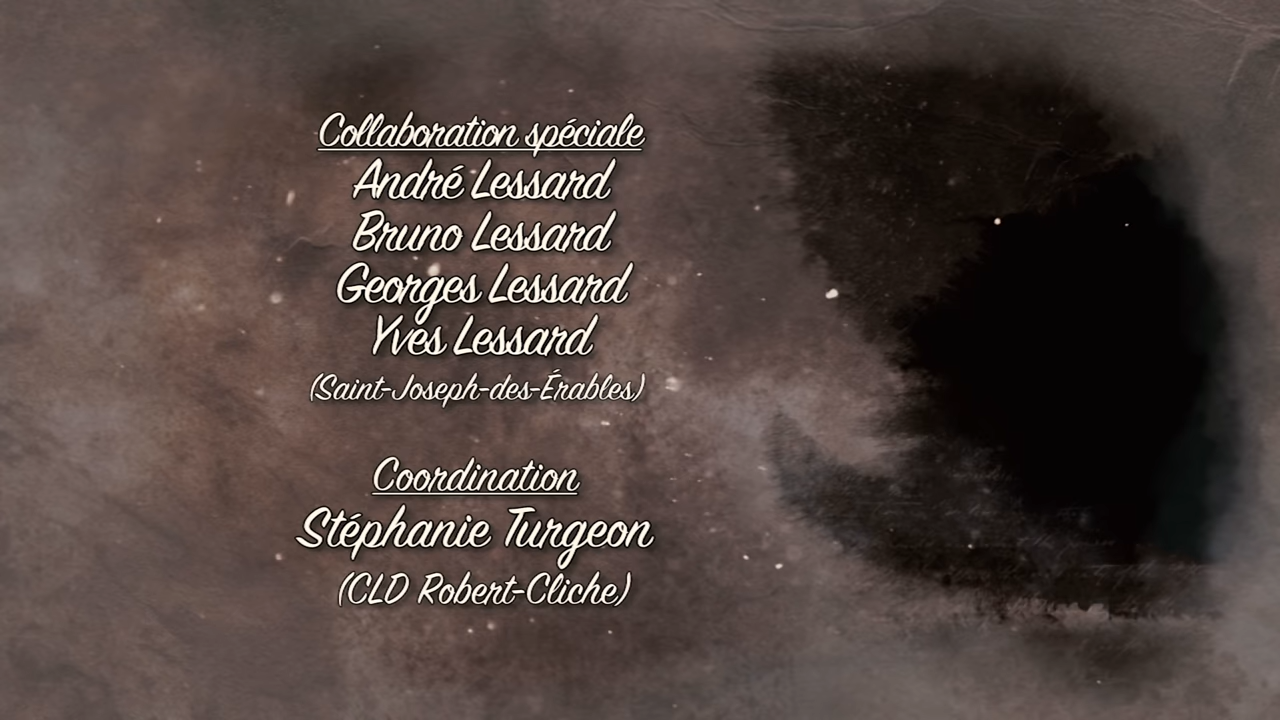 Collaboration spéciale
André Lessard
Bruno Lessard
Georges Lessard
Yves Lessard
(Saint-Joseph-des-Érables)
Coordination
Stéphanie Turgeon
(CLD Robert-Cliche)